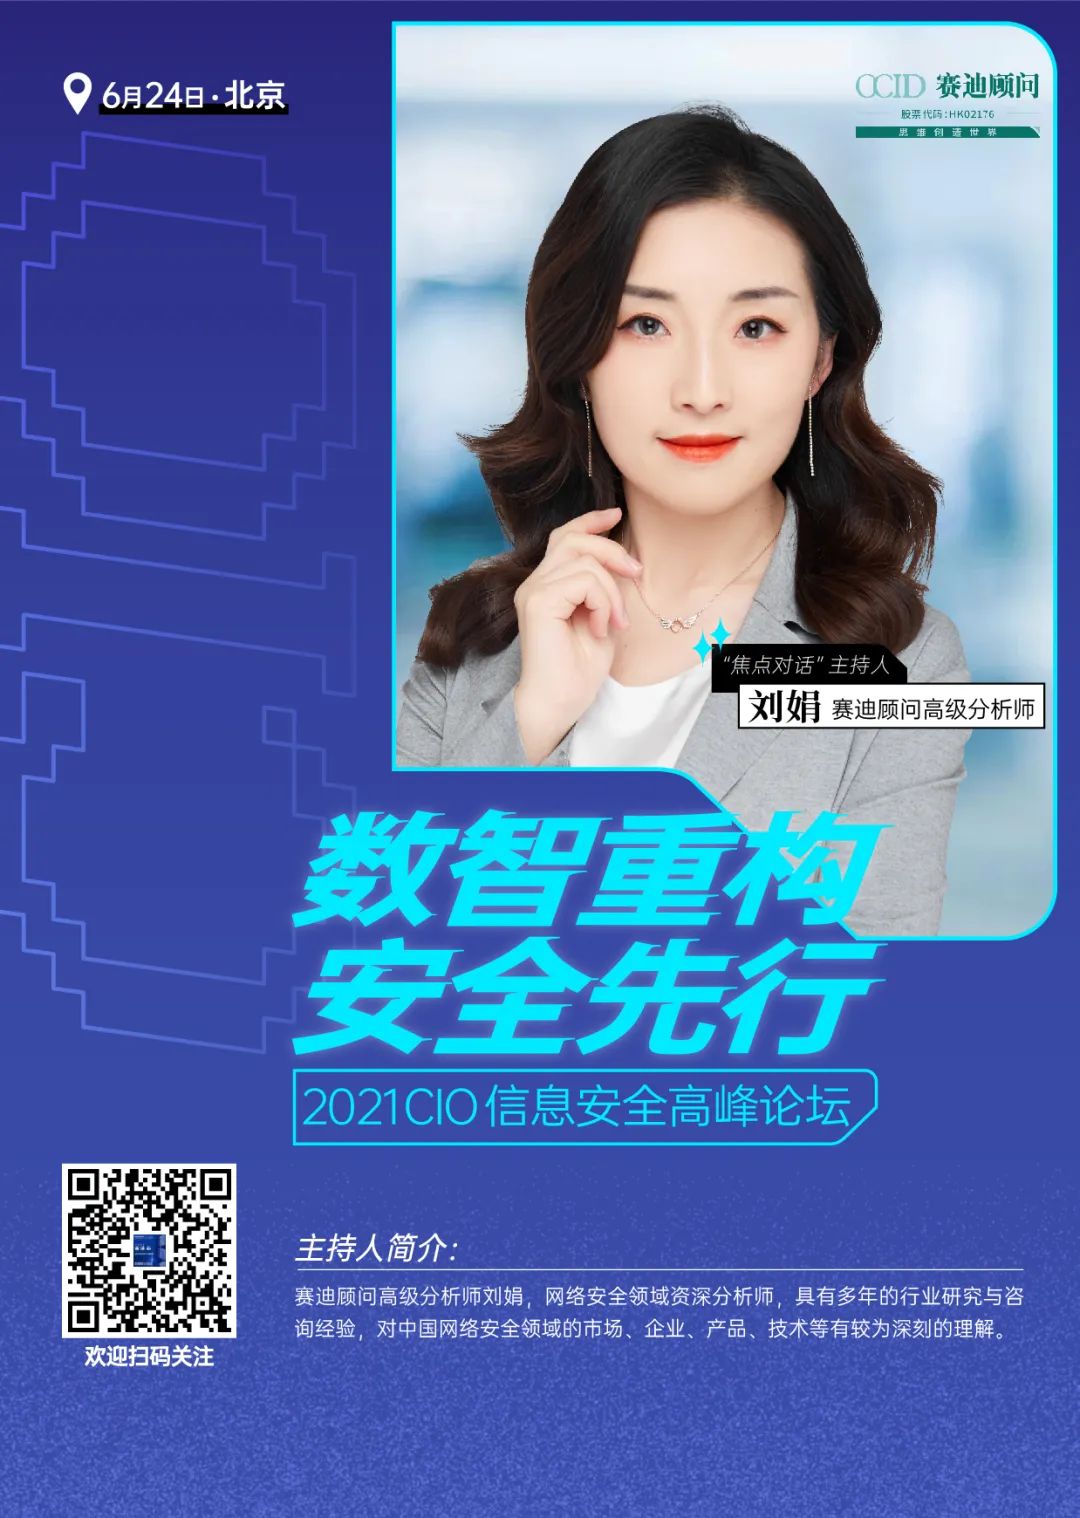 6月24日·北京
CCID 赛迪顾问
股票代码:HK02176
思维创造世界
“焦点对话”主持人
刘娟 赛迪顾问高级分析师
数智重构
安全先行
2021CIO信息安全高峰论坛
主持人简介:
赛迪顾问高级分析师刘娟，网络安全领域资深分析师，具有多年的行业研究与咨
询经验，对中国网络安全领域的市场、企业、产品、技术等有较为深刻的理解。
欢迎扫码关注